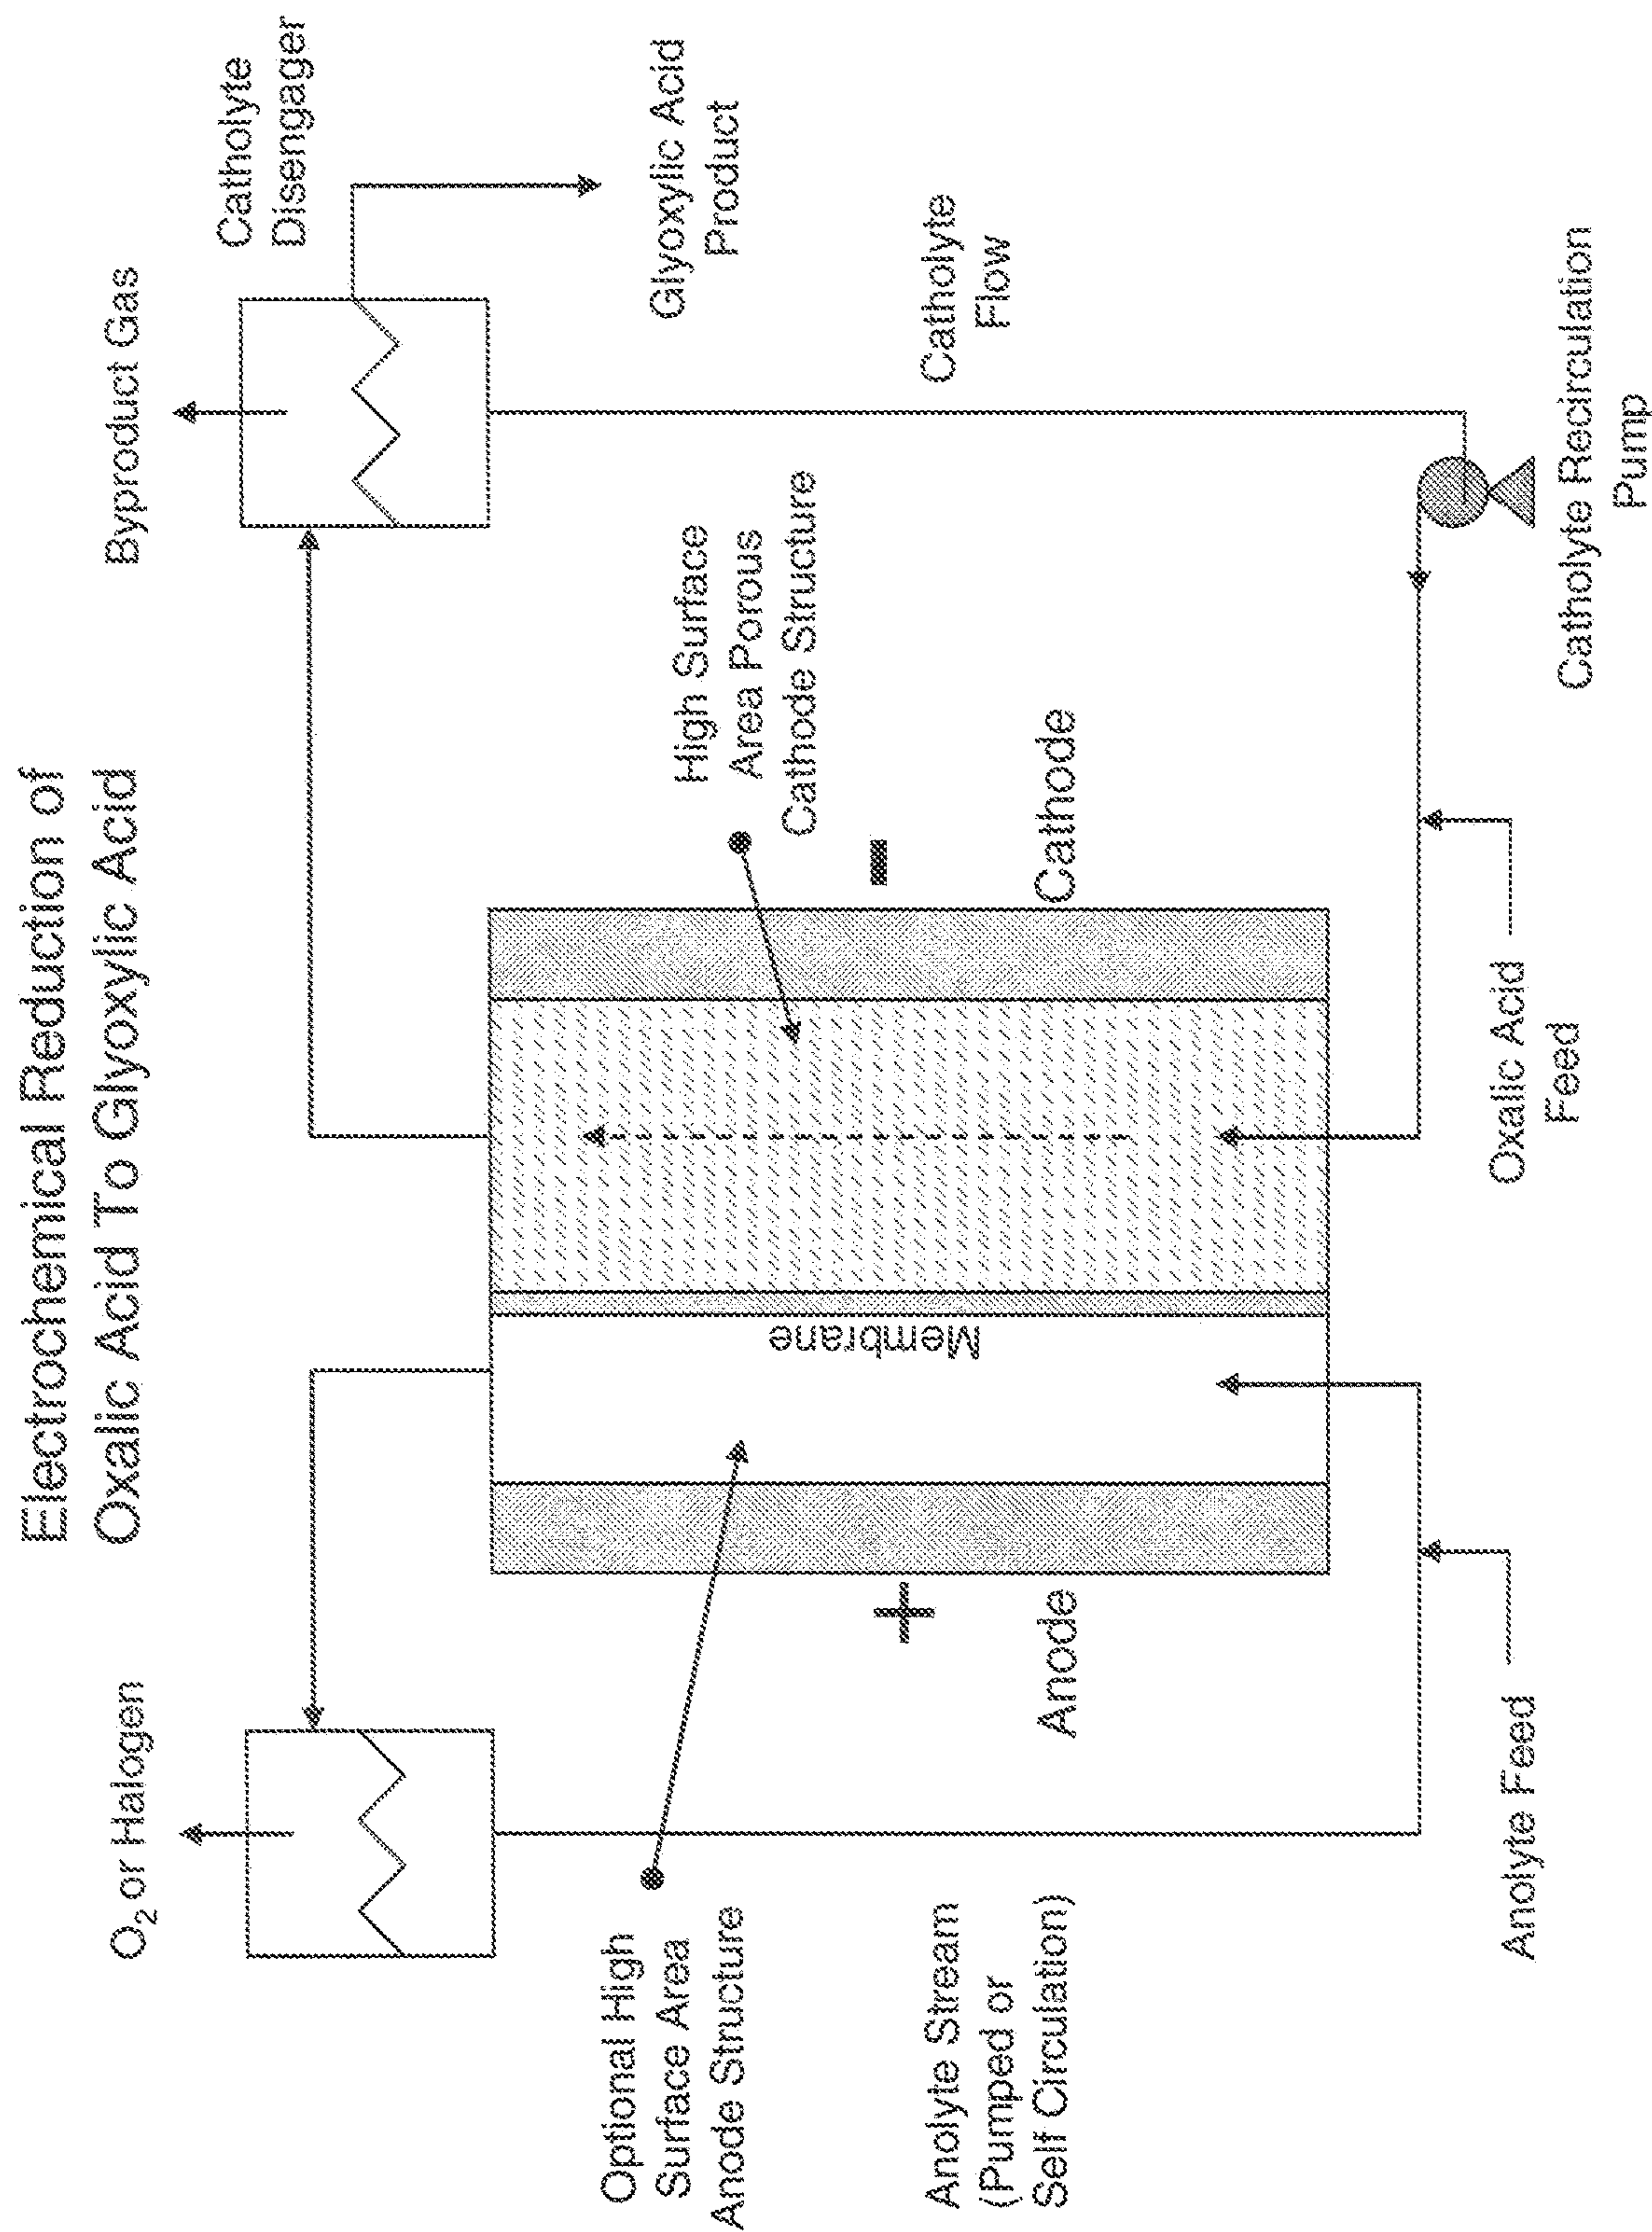 Electrochemical Reduction of
Oxalic Acid To Glyoxylic Acid
O2 or Halogen
Byproduct Gas
Catholyte
Disengager
Optional High
Surface Area
Anode Structure
High Surface
Area Porous
Cathode Structure
Glyoxylic Acid
Product
Membrane
+
-
Anolyte Stream
(Pumped or
Self Circulation)
Anode
Cathode
Catholyte
Flow
Anolyte Feed
Oxalic Acid
Feed
Catholyte Recirculation
Pump